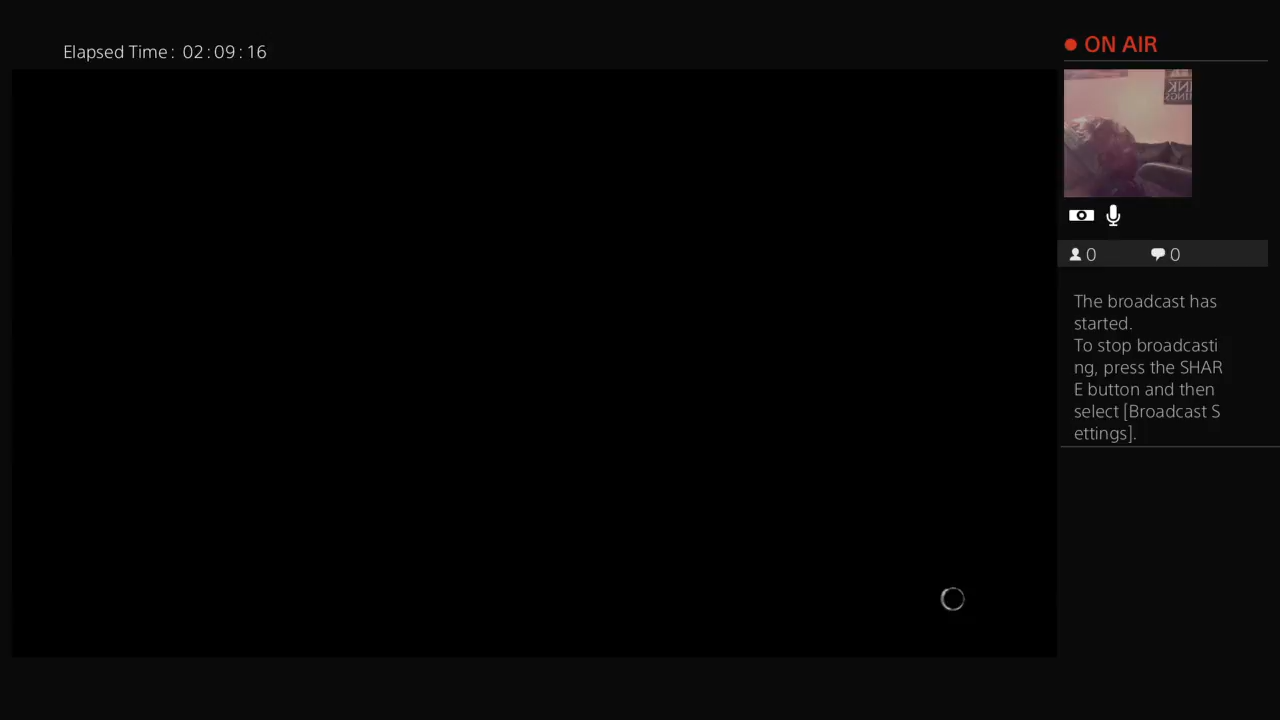 Elapsed Time: 02:09:16
ON AIR
0 0
The broadcast has
started.
To stop broadcasti
ng, press the SHAR
E button and then
select [Broadcast S
ettings].